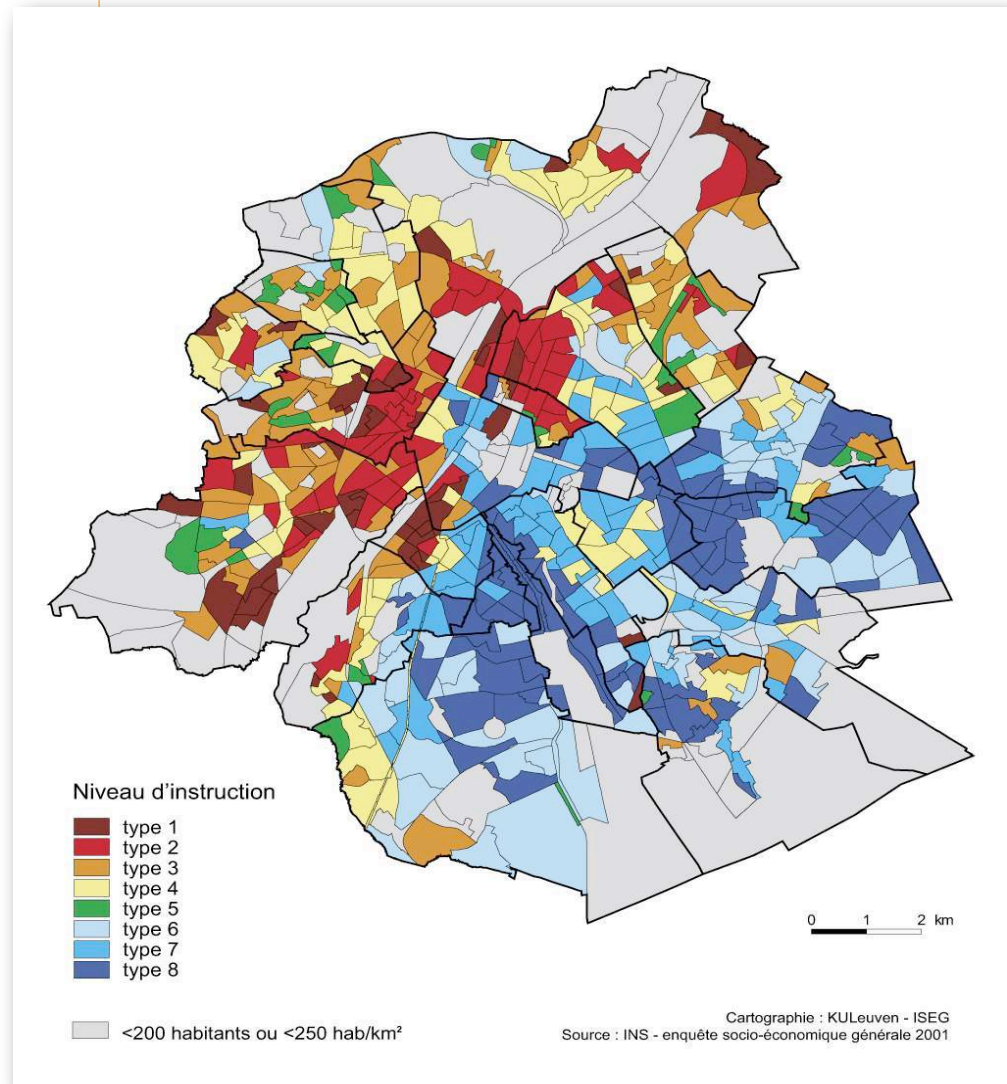 Niveau d'instruction
type 1
type 2
type 3
type 4
type 5
type 6
type 7
type 8
<200 habitants ou <250 hab/km²
0 1 2 km
Cartographie : KULeuven - ISEG
Source : INS - enquête socio-économique générale 2001